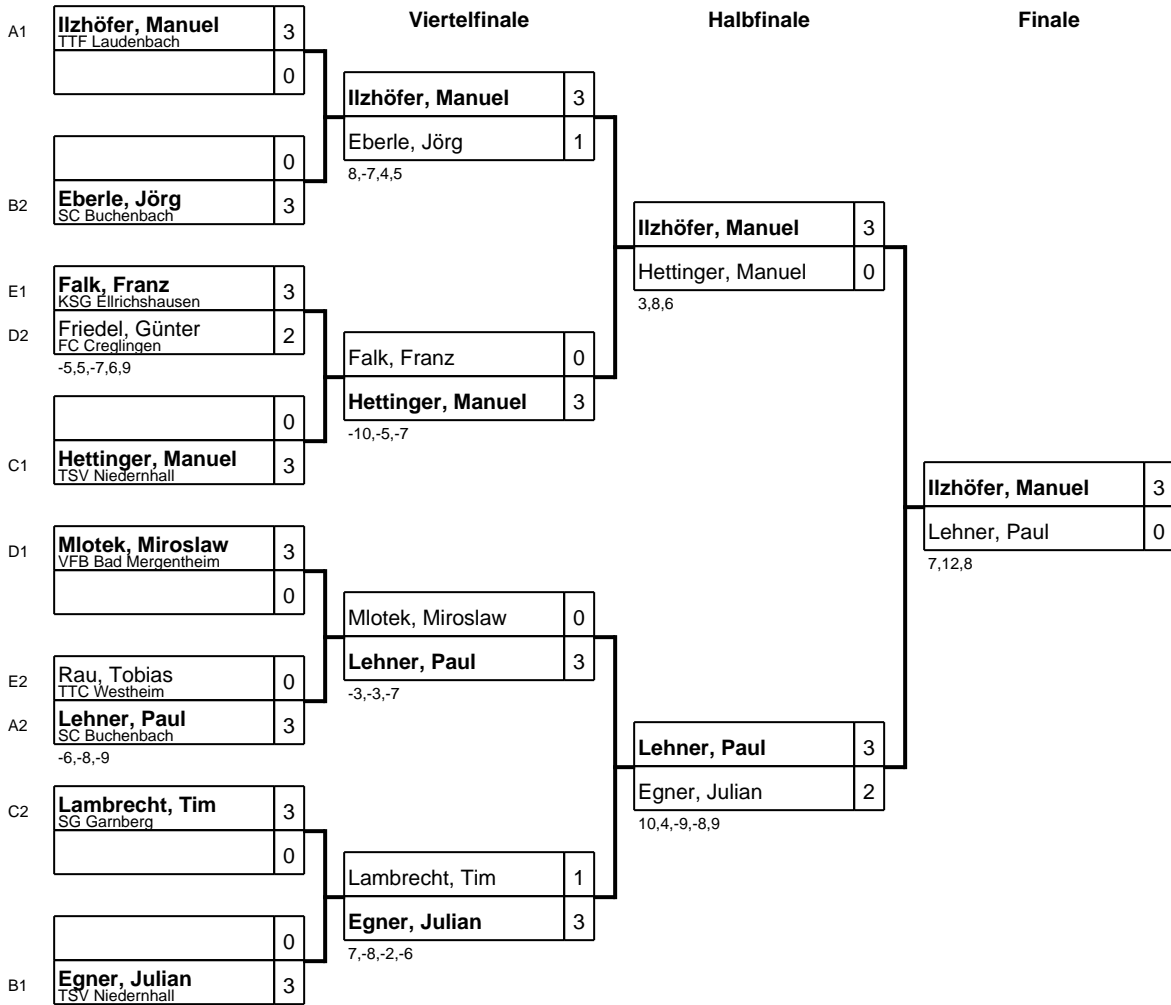 Viertelfinale
Halbfinale
Finale
A1
Ilzhöfer, Manuel 3
TTF Laudenbach
0
0
B2
Eberle, Jörg 3
SC Buchenbach
E1
Falk, Franz 3
KSG Ellrichshausen
D2
Friedel, Günter 2
FC Creglingen
-5,5,-7,6,9
0
C1
Hettinger, Manuel 3
TSV Niedernhall
D1
Mlotek, Miroslaw 3
VFB Bad Mergentheim
0
E2
Rau, Tobias 0
TTC Westheim
A2
Lehner, Paul 3
SC Buchenbach
-6,-8,-9
C2
Lambrecht, Tim 3
SG Garnberg
0
0
B1
Egner, Julian 3
TSV Niedernhall
Ilzhöfer, Manuel 3
Eberle, Jörg 1
8,-7,4,5
Falk, Franz 0
Hettinger, Manuel 3
-10,-5,-7
Mlotek, Miroslaw 0
Lehner, Paul 3
-3,-3,-7
Lambrecht, Tim 1
Egner, Julian 3
7,-8,-2,-6
Ilzhöfer, Manuel 3
Hettinger, Manuel 0
3,8,6
Lehner, Paul 3
Egner, Julian 2
10,4,-9,-8,9
Ilzhöfer, Manuel 3
Lehner, Paul 0
7,12,8